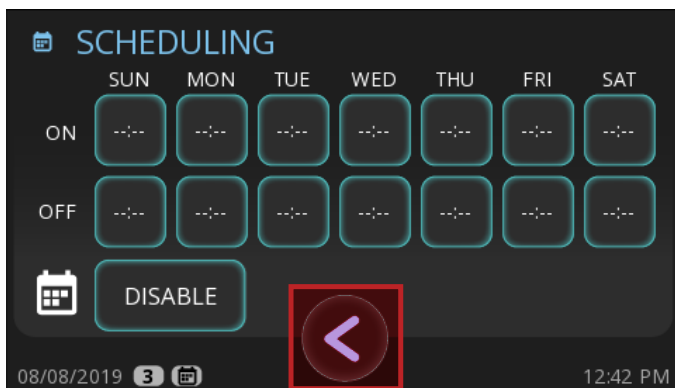 SCHEDULING
SUN MON TUE WED THU FRI SAT
ON --:-- --:-- --:-- --:-- --:-- --:-- --:--
OFF --:-- --:-- --:-- --:-- --:-- --:-- --:--
DISABLE
08/08/2019 3 12:42 PM